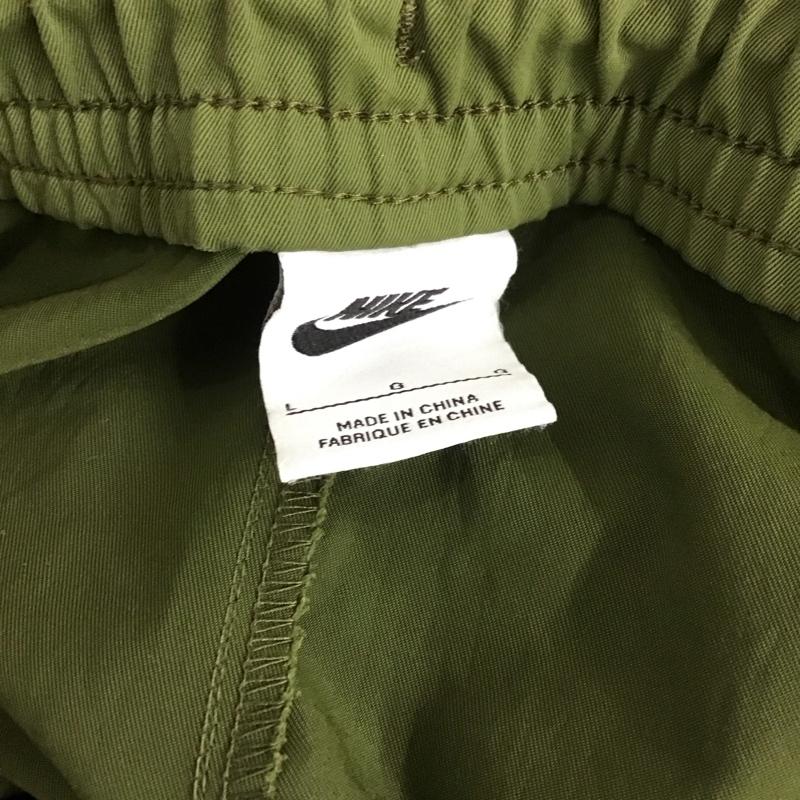 NIKE
L G G
MADE IN CHINA
FABRIQUE EN CHINE